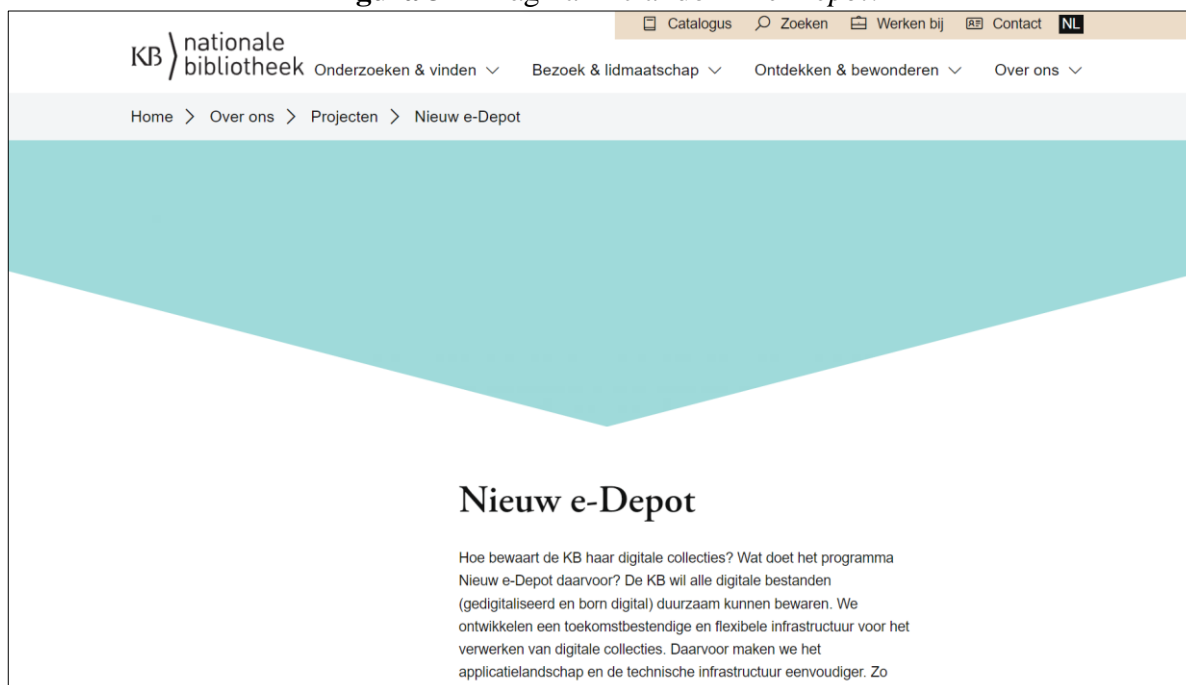 Catalogus Zoeken Werken bij Contact NL
KB nationale bibliotheek
Onderzoeken & vinden Bezoek & lidmaatschap Ontdekken & bewonderen Over ons
Home > Over ons > Projecten > Nieuw e-Depot
Nieuw e-Depot
Hoe bewaart de KB haar digitale collecties? Wat doet het programma
Nieuw e-Depot daarvoor? De KB wil alle digitale bestanden
(gedigitaliseerd en born digital) duurzaam kunnen bewaren. We
ontwikkelen een toekomstbestendige en flexibele infrastructuur voor het
verwerken van digitale collecties. Daarvoor maken we het
applicatielandschap en de technische infrastructuur eenvoudiger. Zo